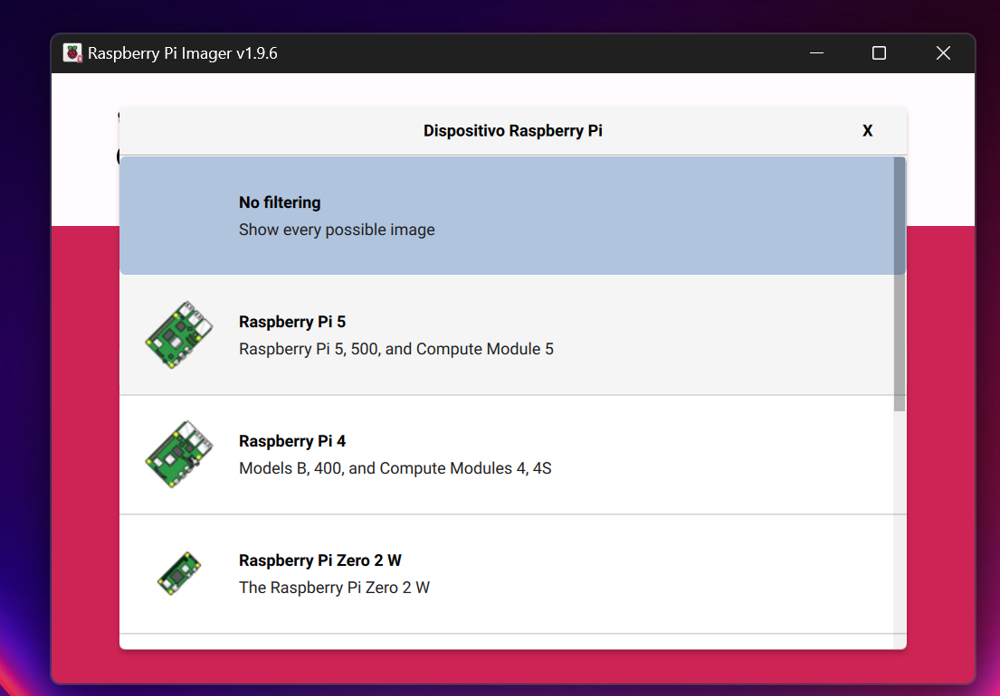 Raspberry Pi Imager v1.9.6
Dispositivo Raspberry Pi
X
No filtering
Show every possible image
Raspberry Pi 5
Raspberry Pi 5, 500, and Compute Module 5
Raspberry Pi 4
Models B, 400, and Compute Modules 4, 4S
Raspberry Pi Zero 2 W
The Raspberry Pi Zero 2 W